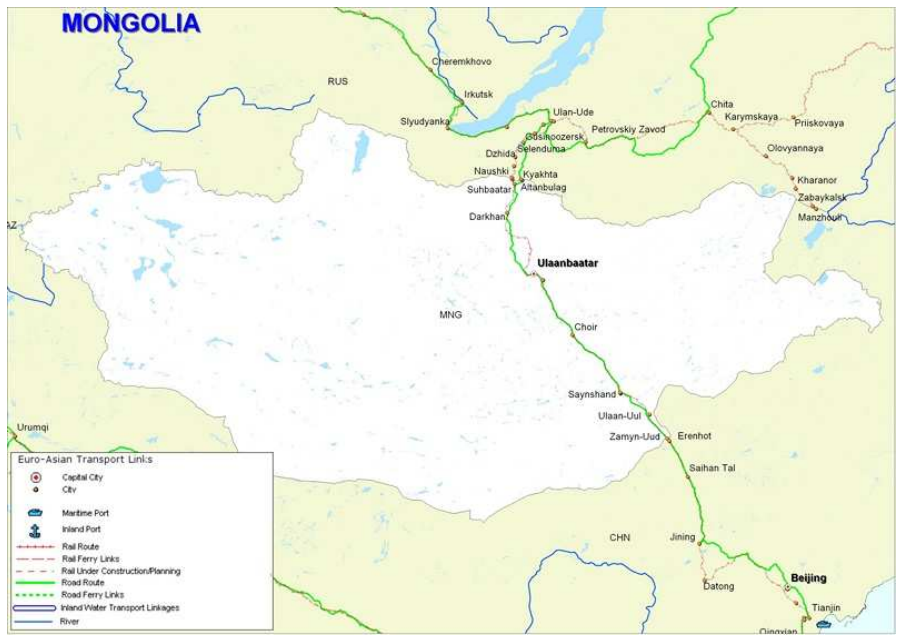 MONGOLIA
Cheremkhovo
RUS
Irkutsk
Chita
Slyudyanka
Ulan-Ude
Karymskaya
Priiskovaya
Petrovskiy Zavod
Gusinoozersk
Selenduma
Olovyannaya
Dzhida
Naushki
Kyakhta
Kharanor
Suhbaatar
Altanbulag
Zabaykalsk
Manzhouli
Darkhan
AZ
Ulaanbaatar
MNG
Choir
Saynshand
Ulaan-Uul
Urumqi
Zamyn-Uud
Erenhot
Euro-Asian Transport Links
Capital City
City
Maritime Port
Inland Port
Rail Route
Rail Ferry Links
Rail Under Construction/Planning
Road Route
Road Ferry Links
Inland Water Transport Linkages
River
Saihan Tal
CHN
Jining
Datong
Beijing
Tianjin
Qingxian